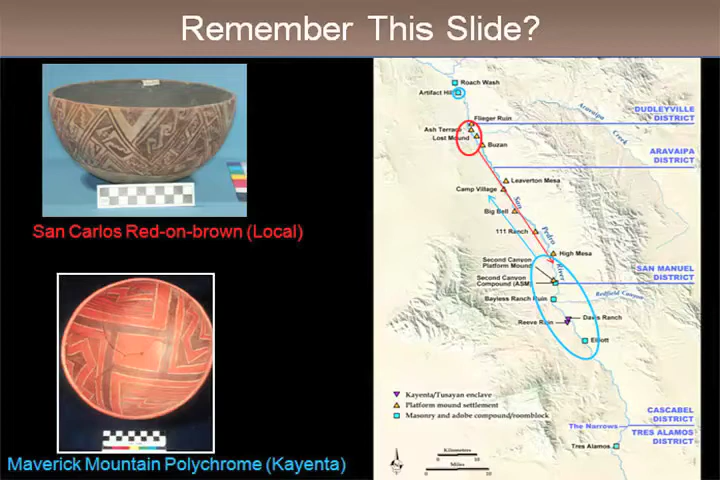 Remember This Slide?
San Carlos Red-on-brown (Local)
Maverick Mountain Polychrome (Kayenta)
Roach Wash
Artifact Hill
Flieger Ruin
Ash Terrace
Lost Mound
Buzan
Aravaipa
Creek
DUDLEYVILLE
DISTRICT
ARAVAIPA
DISTRICT
Leaverton Mesa
Camp Village
San
Big Bell
111 Ranch
Pedro
High Mesa
River
Second Canyon
Platform Mound
Second Canyon
Compound (ASM)
SAN MANUEL
DISTRICT
Bayless Ranch Ruin
Redfield Canyon
Davis Ranch
Reeve Ruin
Elliott
Kayenta/Tusayan enclave
Platform mound settlement
Masonry and adobe compound/roomblock
CASCABEL
DISTRICT
The Narrows
TRES ALAMOS
DISTRICT
Tres Alamos
Kilometers
0 10
Miles
0 10